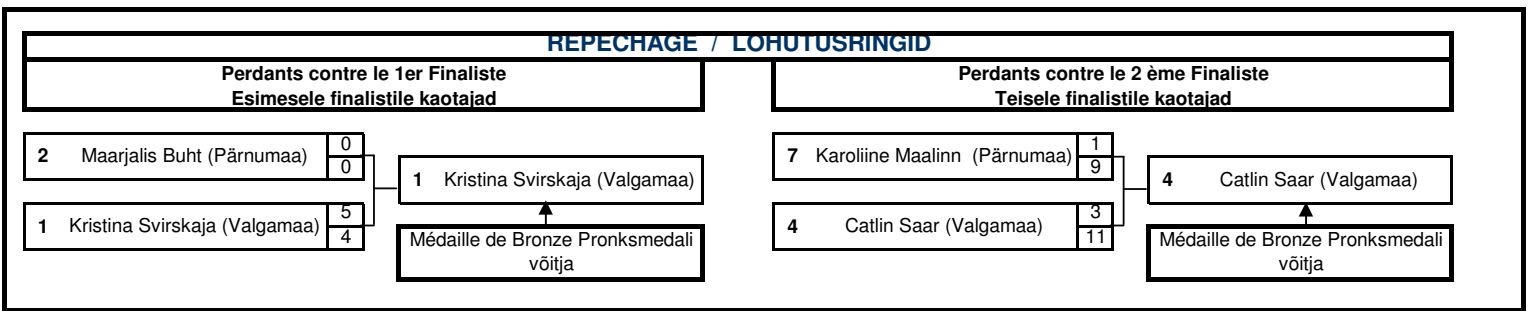 REPECHAGE / LOHUTUSRINGID
Perdants contre le 1er Finaliste
Esimesele finalistile kaotajad
Perdants contre le 2 ème Finaliste
Teisele finalistile kaotajad
2 Maarjalis Buht (Pärnumaa) 0
0
1 Kristina Svirskaja (Valgamaa)
1 Kristina Svirskaja (Valgamaa) 5
4
Médaille de Bronze Pronksmedali
võitja
7 Karoliine Maalinn (Pärnumaa) 1
9
4 Catlin Saar (Valgamaa)
4 Catlin Saar (Valgamaa) 3
11
Médaille de Bronze Pronksmedali
võitja